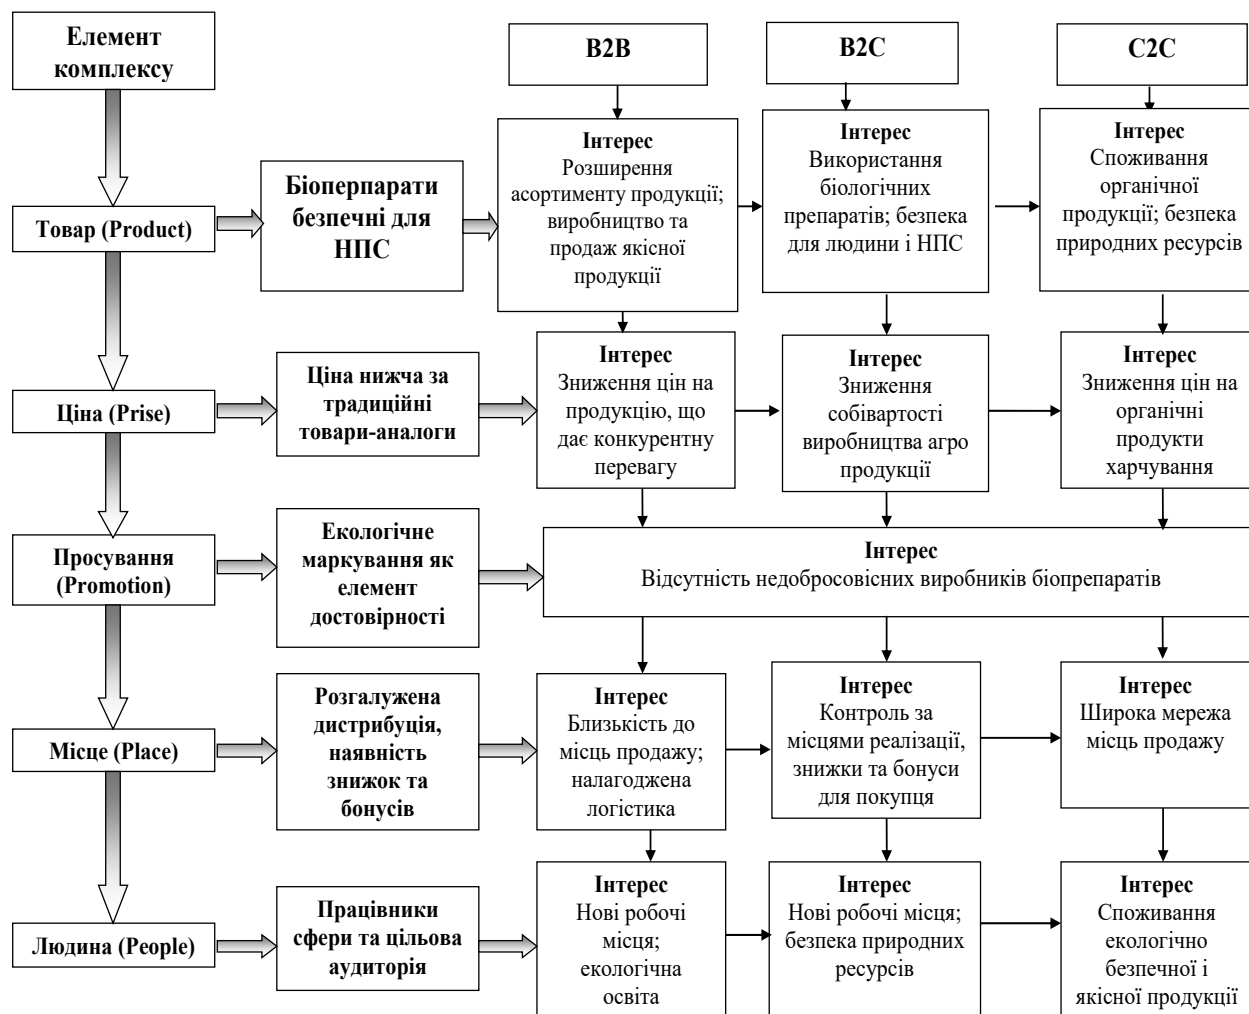 Елемент
комплексу
B2B
B2C
C2C
Товар (Product)
Біоперпарати
безпечні для
НПС
Інтерес
Розширення
асортименту продукції;
виробництво та
продаж якісної
продукції
Інтерес
Використання
біологічних
препаратів; безпека
для людини і НПС
Інтерес
Споживання
органічної
продукції; безпека
природних ресурсів
Ціна (Prise)
Ціна нижча за
традиційні
товари-аналоги
Інтерес
Зниження цін на
продукцію, що
дає конкурентну
перевагу
Інтерес
Зниження
собівартості
виробництва агро
продукції
Інтерес
Зниження цін на
органічні
продукти
харчування
Просування
(Promotion)
Екологічне
маркування як
елемент
достовірності
Інтерес
Відсутність недобросовісних виробників біопрепаратів
Місце (Place)
Розгалужена
дистрибуція,
наявність
знижок та
бонусів
Інтерес
Близькість до
місць продажу;
налагоджена
логістика
Інтерес
Контроль за
місцями реалізації,
знижки та бонуси
для покупця
Інтерес
Широка мережа
місць продажу
Людина (People)
Працівники
сфери та цільова
аудиторія
Інтерес
Нові робочі
місця;
екологічна
освіта
Інтерес
Нові робочі місця;
безпека природних
ресурсів
Інтерес
Споживання
екологічно
безпечної і
якісної продукції